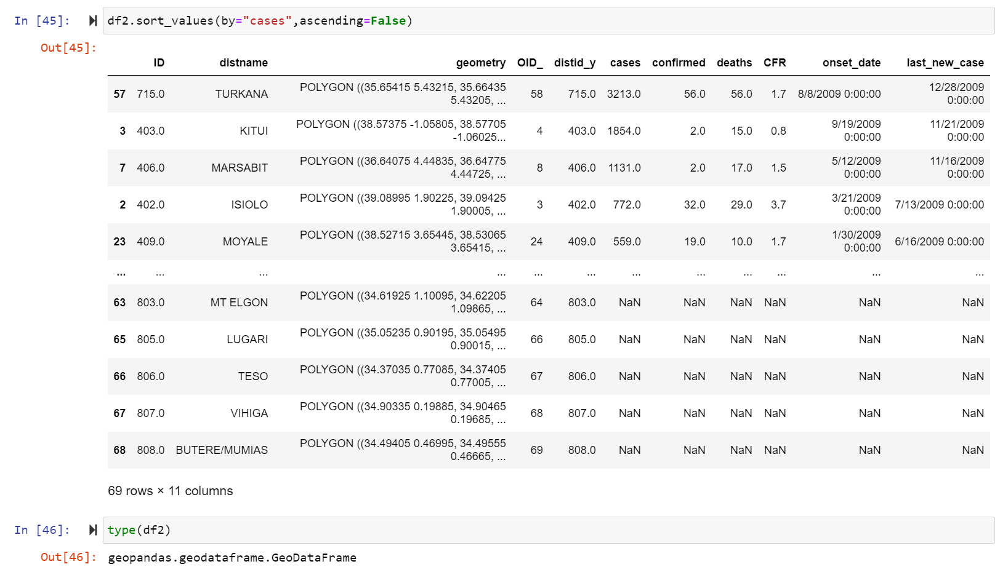 In [45]: df2.sort_values(by="cases",ascending=False)
Out[45]:
ID distname geometry OID_ distid_y cases confirmed deaths CFR onset_date last_new_case
57 715.0 TURKANA POLYGON ((35.65415 5.43215, 35.66435 5.43205, ... 58 715.0 3213.0 56.0 56.0 1.7 8/8/2009 0:00:00 12/28/2009 0:00:00
3 403.0 KITUI POLYGON ((38.57375 -1.05805, 38.57705 -1.06025... 4 403.0 1854.0 2.0 15.0 0.8 9/19/2009 0:00:00 11/21/2009 0:00:00
7 406.0 MARSABIT POLYGON ((36.64075 4.44835, 36.64775 4.44725, ... 8 406.0 1131.0 2.0 17.0 1.5 5/12/2009 0:00:00 11/16/2009 0:00:00
2 402.0 ISIOLO POLYGON ((39.08995 1.90225, 39.09425 1.90005, ... 3 402.0 772.0 32.0 29.0 3.7 3/21/2009 0:00:00 7/13/2009 0:00:00
23 409.0 MOYALE POLYGON ((38.52715 3.65445, 38.53065 3.65415, ... 24 409.0 559.0 19.0 10.0 1.7 1/30/2009 0:00:00 6/16/2009 0:00:00
... ... ... ... ... ... ... ... ... ... ... ...
63 803.0 MT ELGON POLYGON ((34.61925 1.10095, 34.62205 1.09865, ... 64 803.0 NaN NaN NaN NaN NaN NaN
65 805.0 LUGARI POLYGON ((35.05235 0.90195, 35.05495 0.90015, ... 66 805.0 NaN NaN NaN NaN NaN NaN
66 806.0 TESO POLYGON ((34.37035 0.77085, 34.37405 0.77005, ... 67 806.0 NaN NaN NaN NaN NaN NaN
67 807.0 VIHIGA POLYGON ((34.90335 0.19885, 34.90465 0.19685, ... 68 807.0 NaN NaN NaN NaN NaN NaN
68 808.0 BUTERE/MUMIAS POLYGON ((34.49405 0.46995, 34.49555 0.46665, ... 69 808.0 NaN NaN NaN NaN NaN NaN
69 rows × 11 columns
In [46]: type(df2)
Out[46]: geopandas.geodataframe.GeoDataFrame